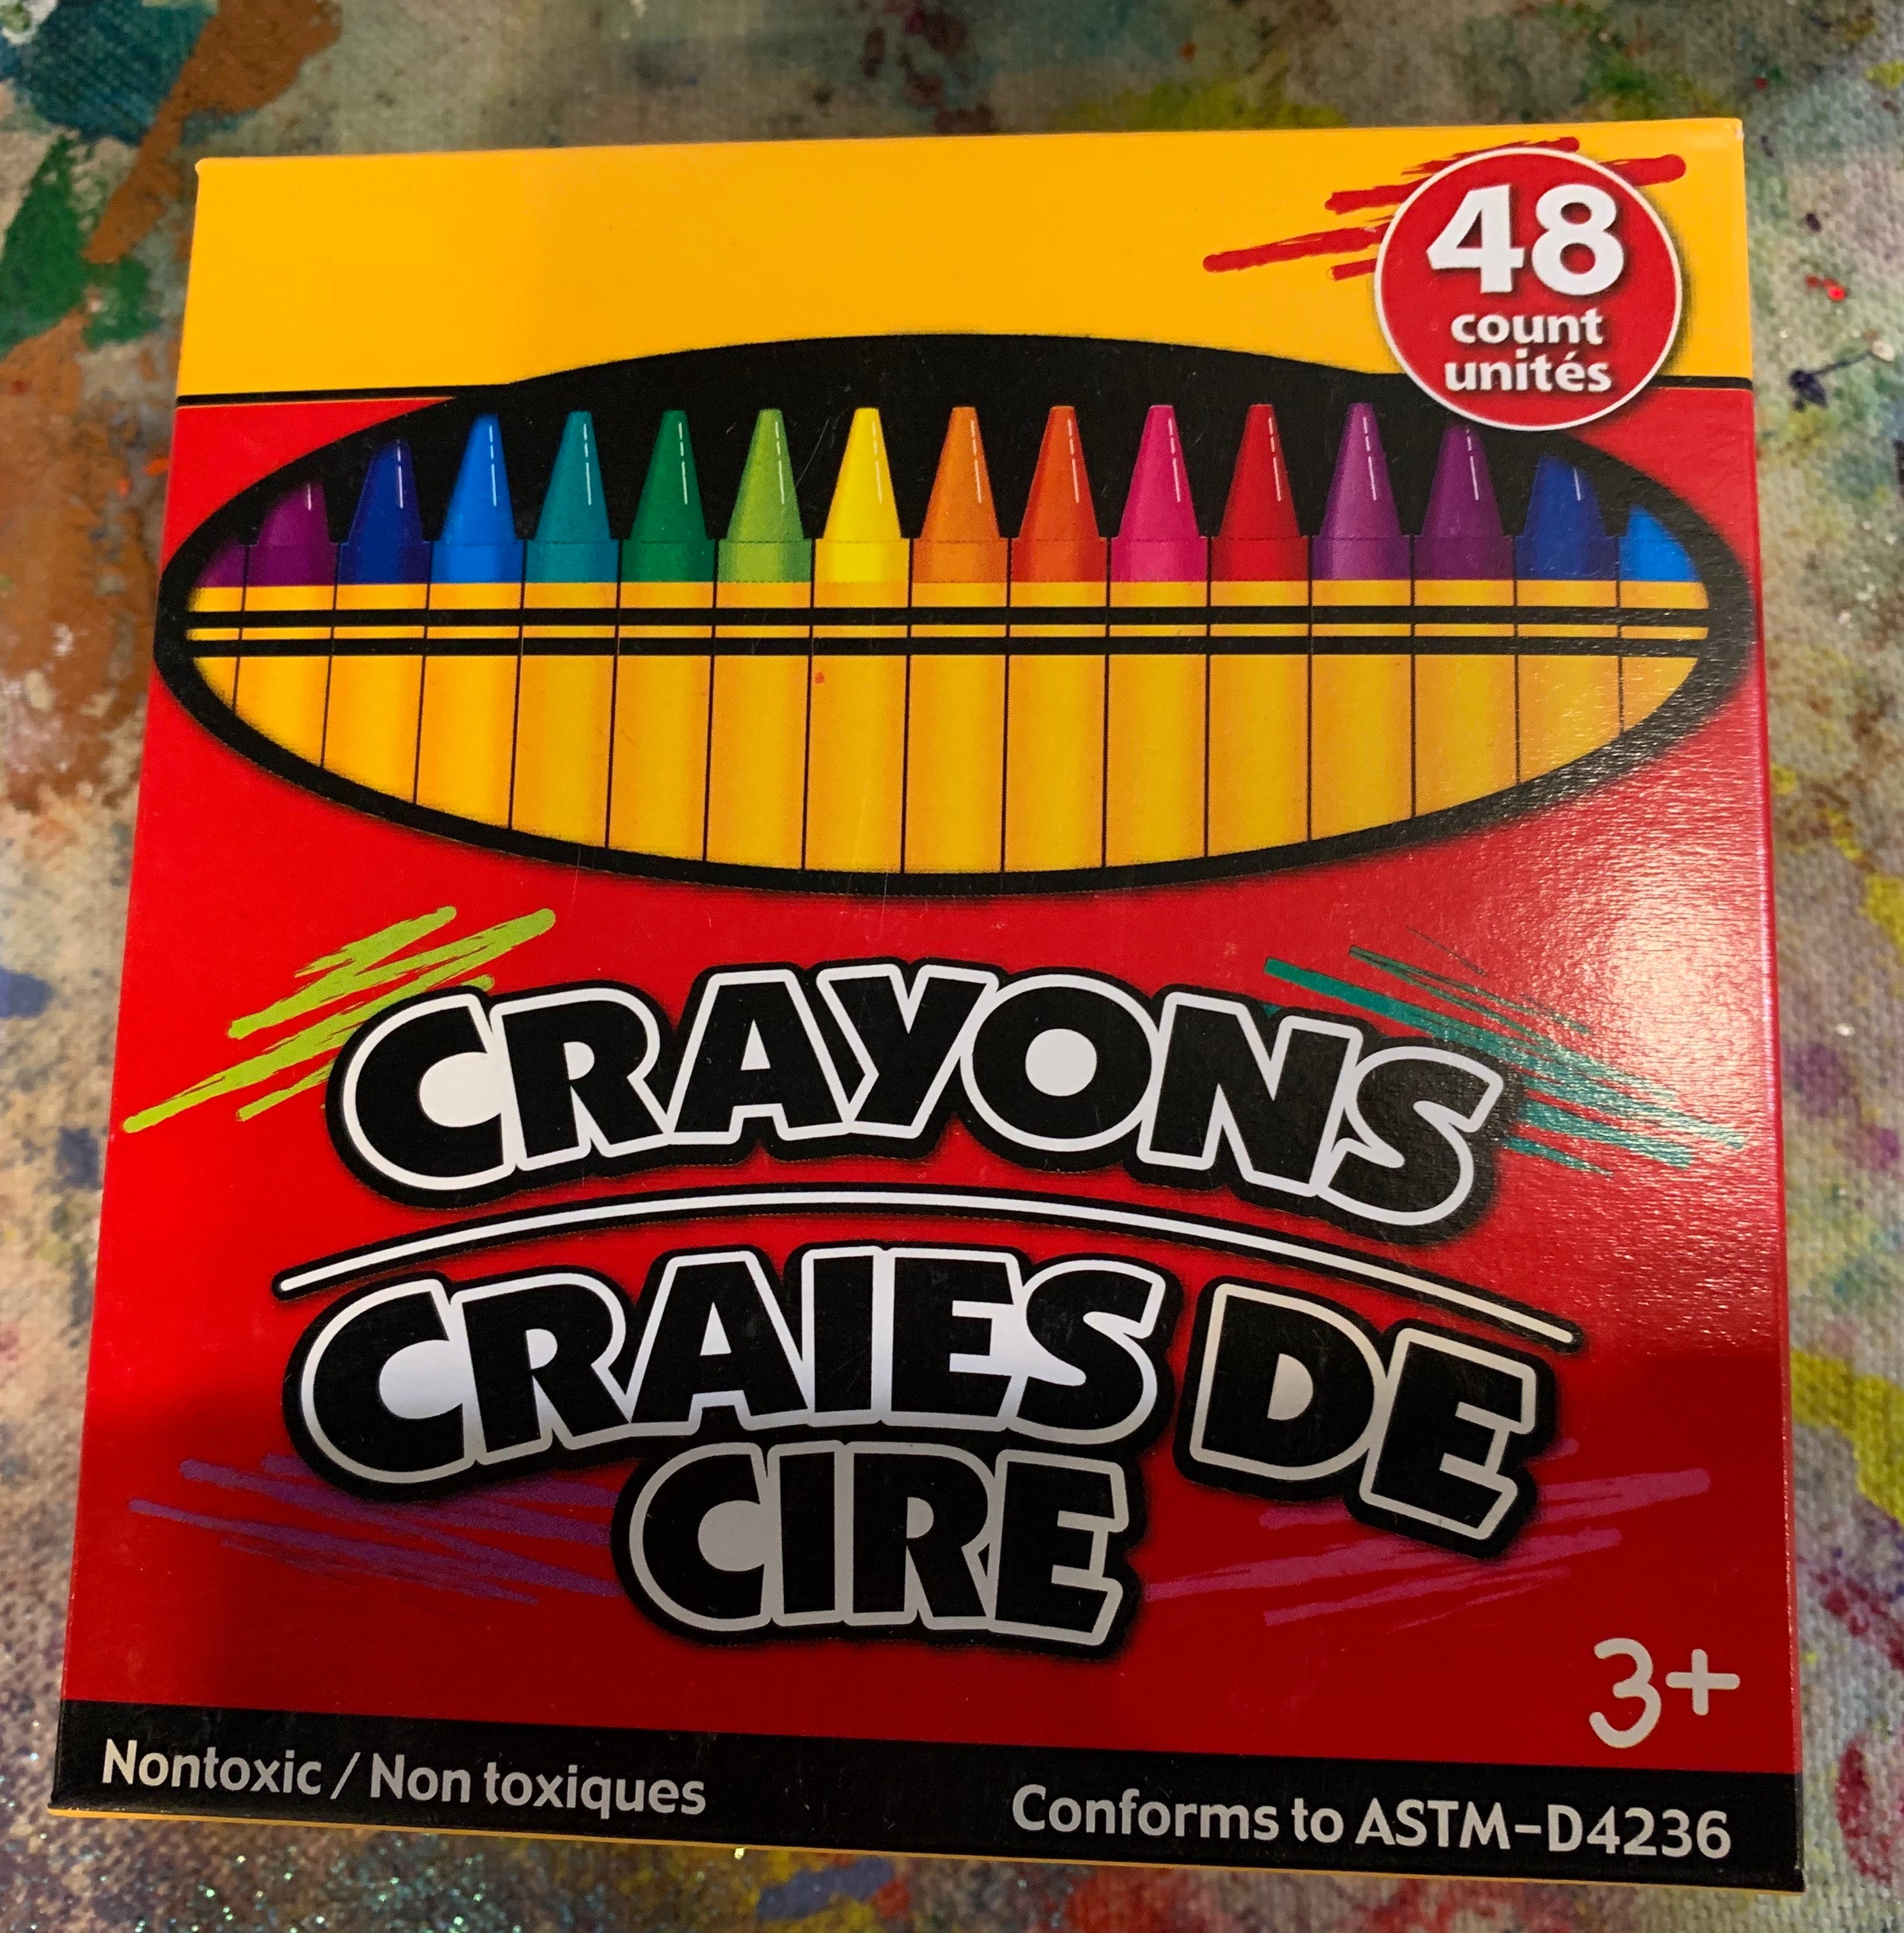 48
count
unités
CRAYONS
CRAIES DE
CIRE
3+
Nontoxic / Non toxiques
Conforms to ASTM-D4236